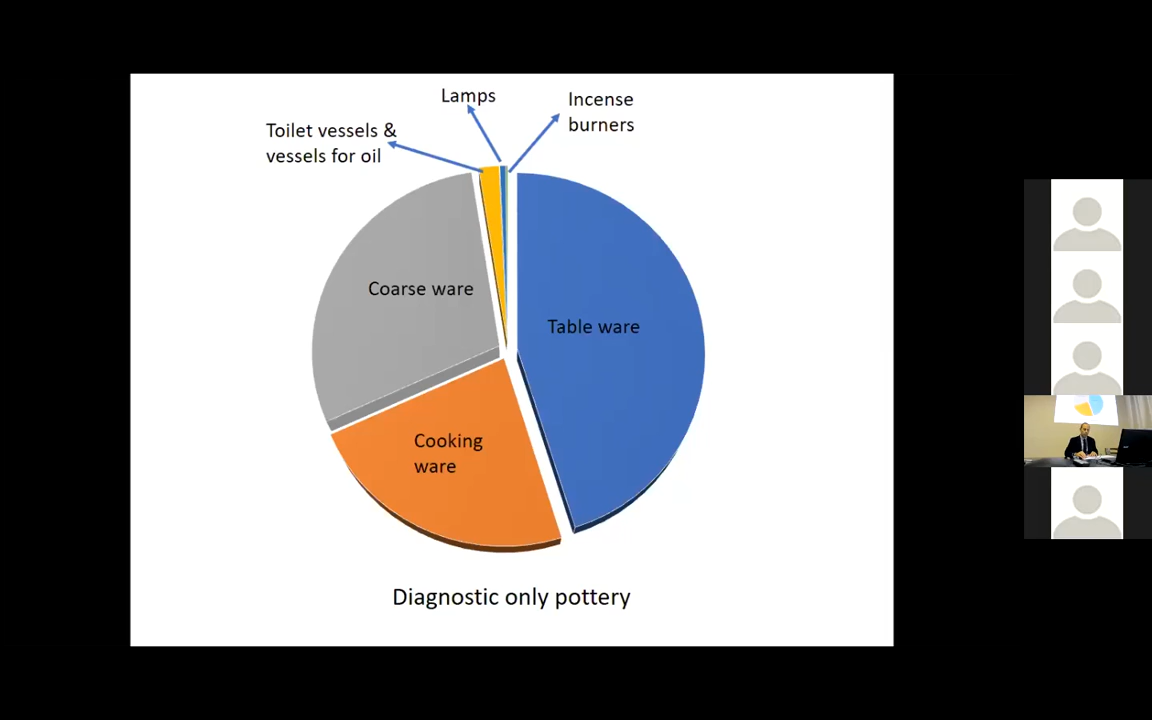 Lamps
Incense
burners
Toilet vessels &
vessels for oil
Coarse ware
Table ware
Cooking
ware
Diagnostic only pottery